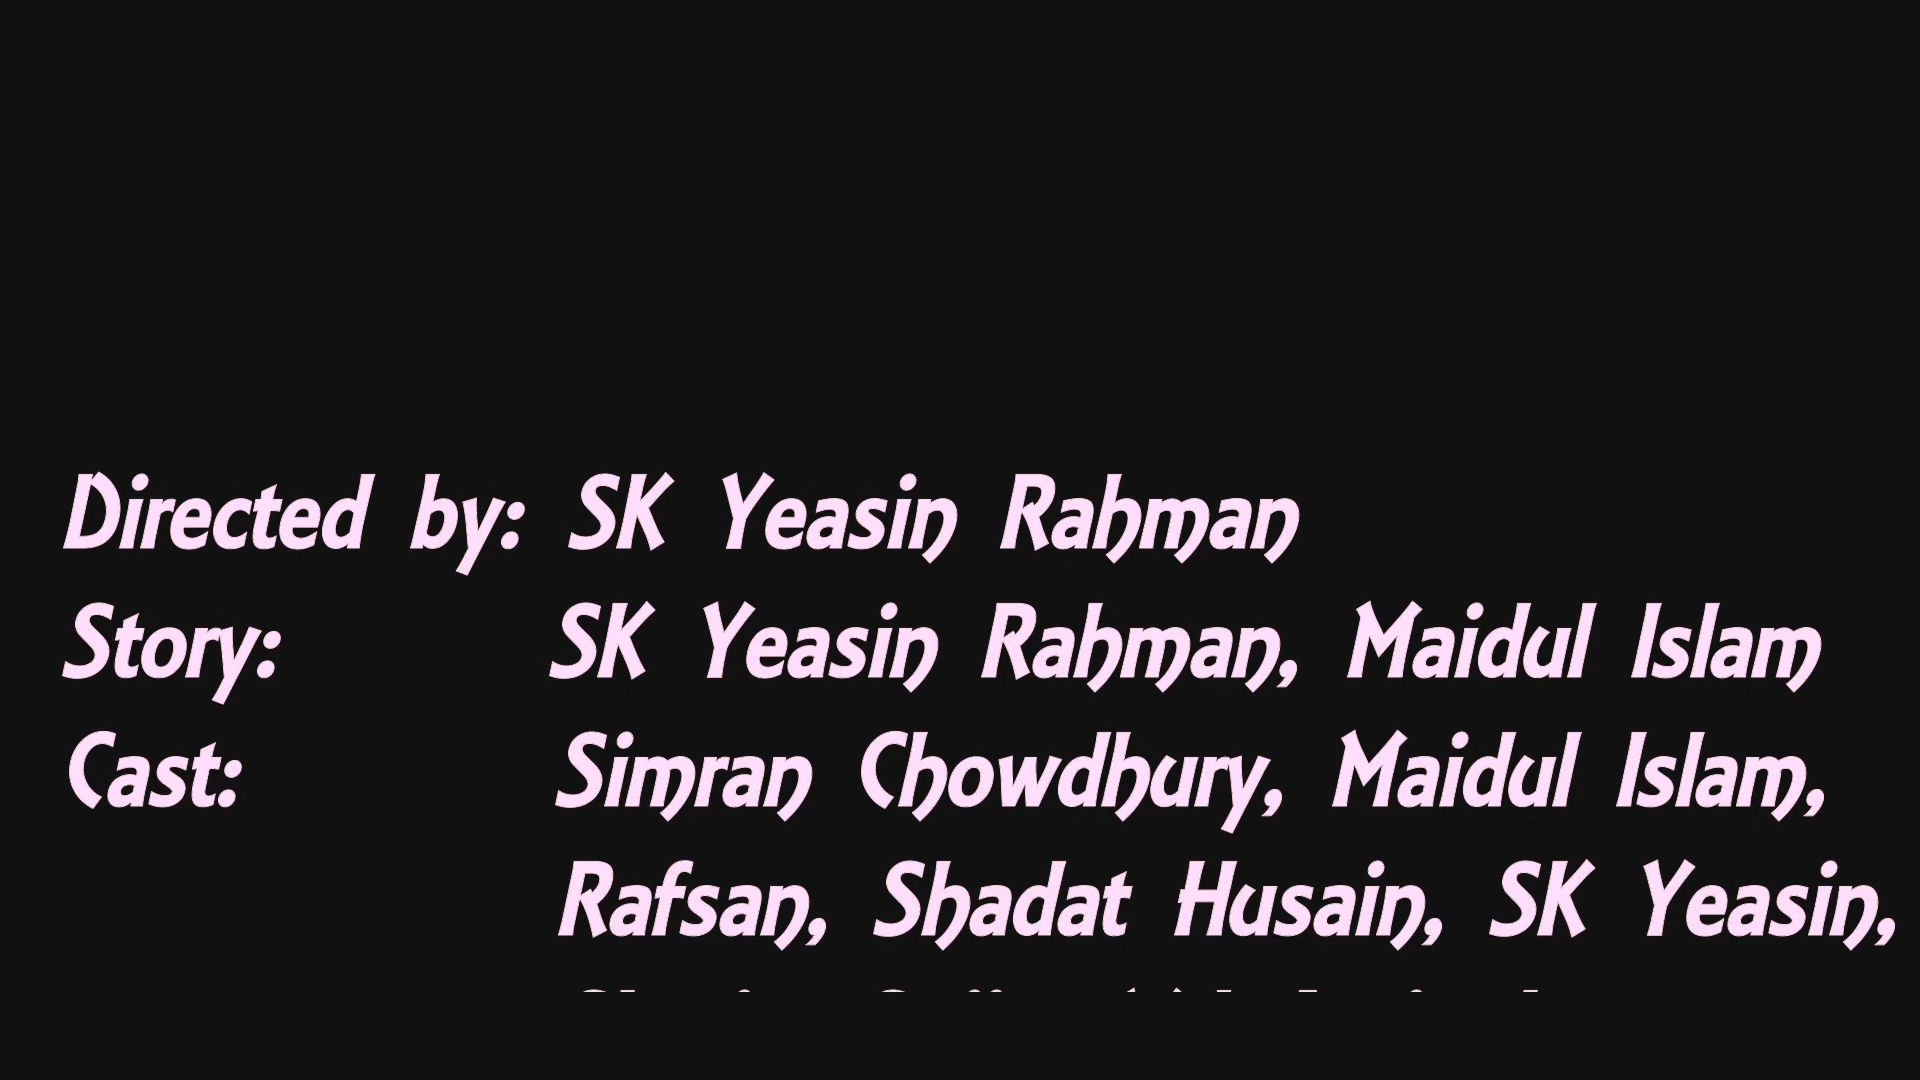 Directed by: SK Yeasin Rahman
Story: SK Yeasin Rahman, Maidul Islam
Cast: Simran Chowdhury, Maidul Islam,
Rafsan, Shadat Husain, SK Yeasin,